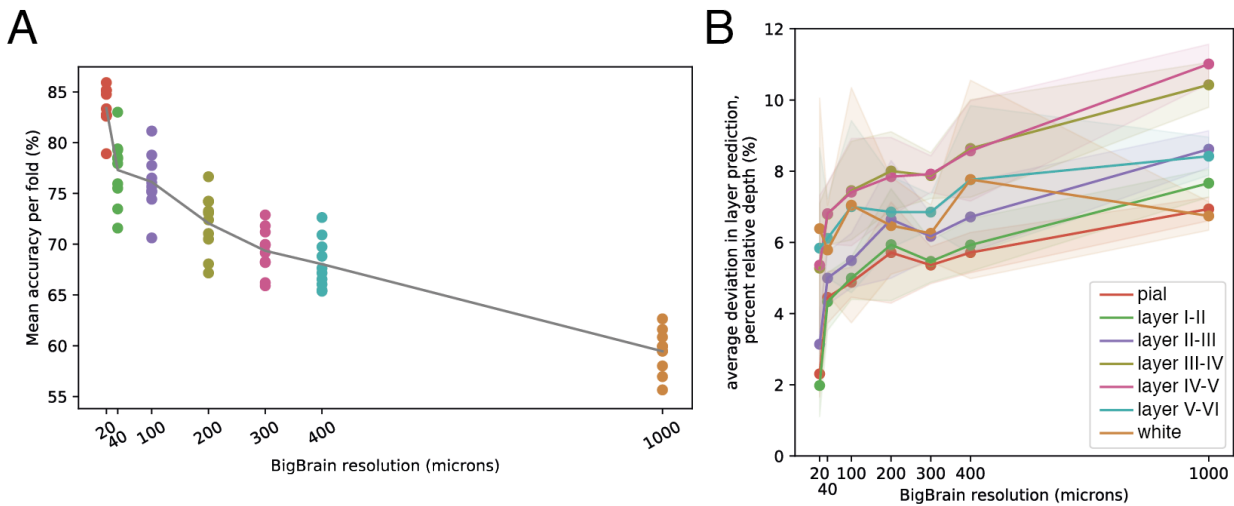 A
Mean accuracy per fold (%)
85
80
75
70
65
60
55
20
40
100
200
300
400
1000
BigBrain resolution (microns)
B
average deviation in layer prediction,
percent relative depth (%)
12
10
8
6
4
2
0
pial
layer I-II
layer II-III
layer III-IV
layer IV-V
layer V-VI
white
20
40
100
200
300
400
1000
BigBrain resolution (microns)